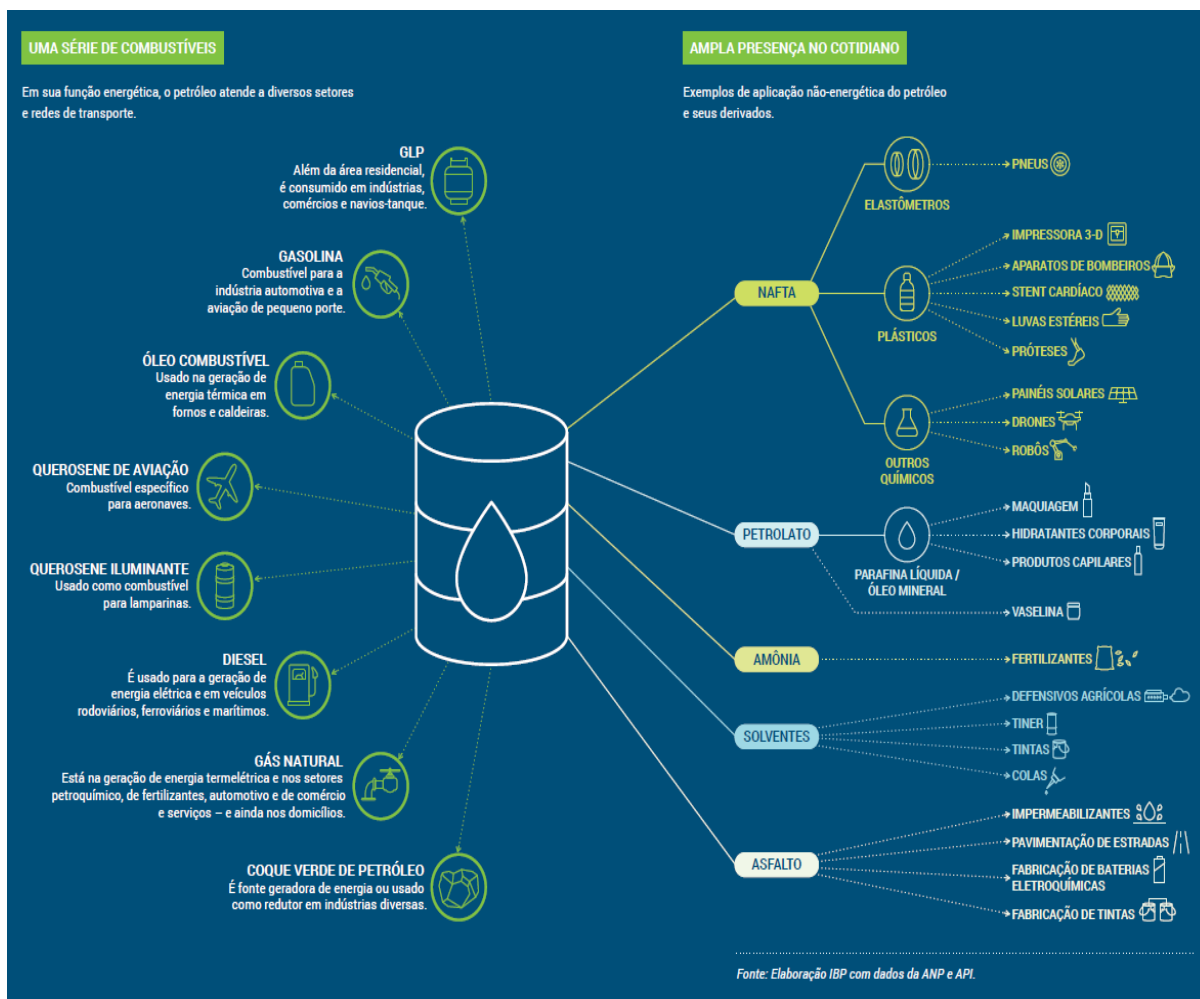 UMA SÉRIE DE COMBUSTÍVEIS
Em sua função energética, o petróleo atende a diversos setores
e redes de transporte.
GLP
Além da área residencial,
é consumido em indústrias,
comércios e navios-tanque.
GASOLINA
Combustível para a
indústria automotiva e a
aviação de pequeno porte.
ÓLEO COMBUSTÍVEL
Usado na geração de
energia térmica em
fornos e caldeiras.
QUEROSENE DE AVIAÇÃO
Combustível específico
para aeronaves.
QUEROSENE ILUMINANTE
Usado como combustível
para lamparinas.
DIESEL
É usado para a geração de
energia elétrica e em veículos
rodoviários, ferroviários e marítimos.
GÁS NATURAL
Está na geração de energia termelétrica e nos setores
petroquímico, de fertilizantes, automotivo e de comércio
e serviços – e ainda nos domicílios.
COQUE VERDE DE PETRÓLEO
É fonte geradora de energia ou usado
como redutor em indústrias diversas.
AMPLA PRESENÇA NO COTIDIANO
Exemplos de aplicação não-energética do petróleo
e seus derivados.
NAFTA
ELASTÔMETROS
PNEUS
PLÁSTICOS
IMPRESSORA 3-D
APARATOS DE BOMBEIROS
STENT CARDÍACO
LUVAS ESTÉREIS
PRÓTESES
OUTROS
QUÍMICOS
PAINÉIS SOLARES
DRONES
ROBÔS
PETROLATO
PARAFINA LÍQUIDA /
ÓLEO MINERAL
MAQUIAGEM
HIDRATANTES CORPORAIS
PRODUTOS CAPILARES
VASELINA
AMÔNIA
FERTILIZANTES
SOLVENTES
DEFENSIVOS AGRÍCOLAS
TINER
TINTAS
COLAS
ASFALTO
IMPERMEABILIZANTES
PAVIMENTAÇÃO DE ESTRADAS
FABRICAÇÃO DE BATERIAS
ELETROQUÍMICAS
FABRICAÇÃO DE TINTAS
Fonte: Elaboração IBP com dados da ANP e API.